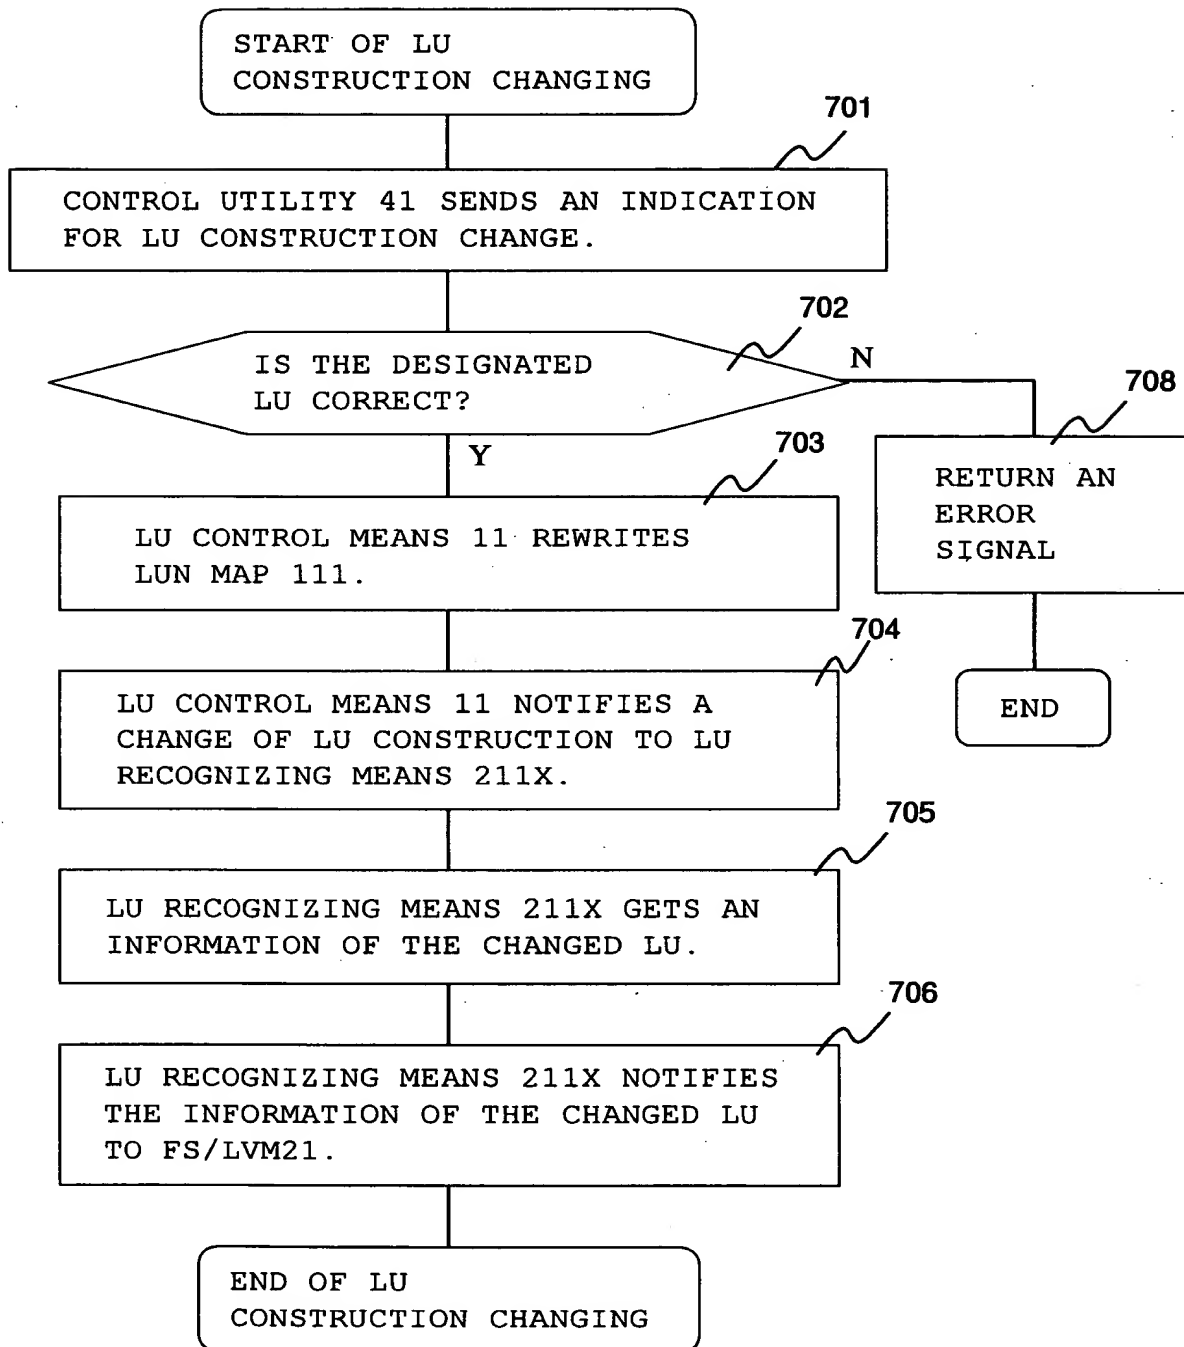 START OF LU
CONSTRUCTION CHANGING
701
CONTROL UTILITY 41 SENDS AN INDICATION
FOR LU CONSTRUCTION CHANGE.
702
IS THE DESIGNATED
LU CORRECT?
N
Y
708
RETURN AN
ERROR
SIGNAL
END
703
LU CONTROL MEANS 11 REWRITES
LUN MAP 111.
704
LU CONTROL MEANS 11 NOTIFIES A
CHANGE OF LU CONSTRUCTION TO LU
RECOGNIZING MEANS 211X.
705
LU RECOGNIZING MEANS 211X GETS AN
INFORMATION OF THE CHANGED LU.
706
LU RECOGNIZING MEANS 211X NOTIFIES
THE INFORMATION OF THE CHANGED LU
TO FS/LVM21.
END OF LU
CONSTRUCTION CHANGING